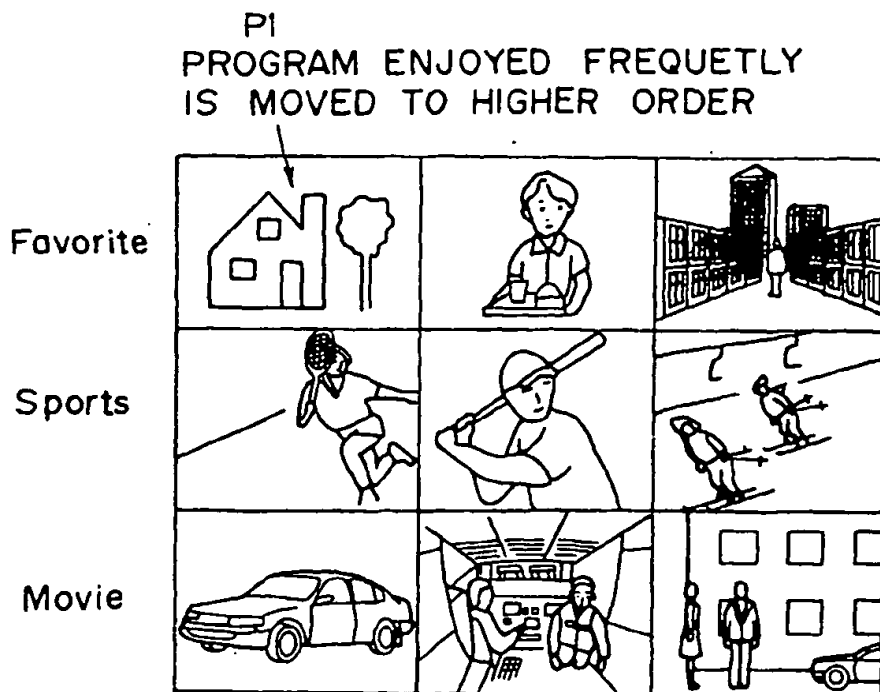 P1
PROGRAM ENJOYED FREQUETLY
IS MOVED TO HIGHER ORDER
Favorite
Sports
Movie